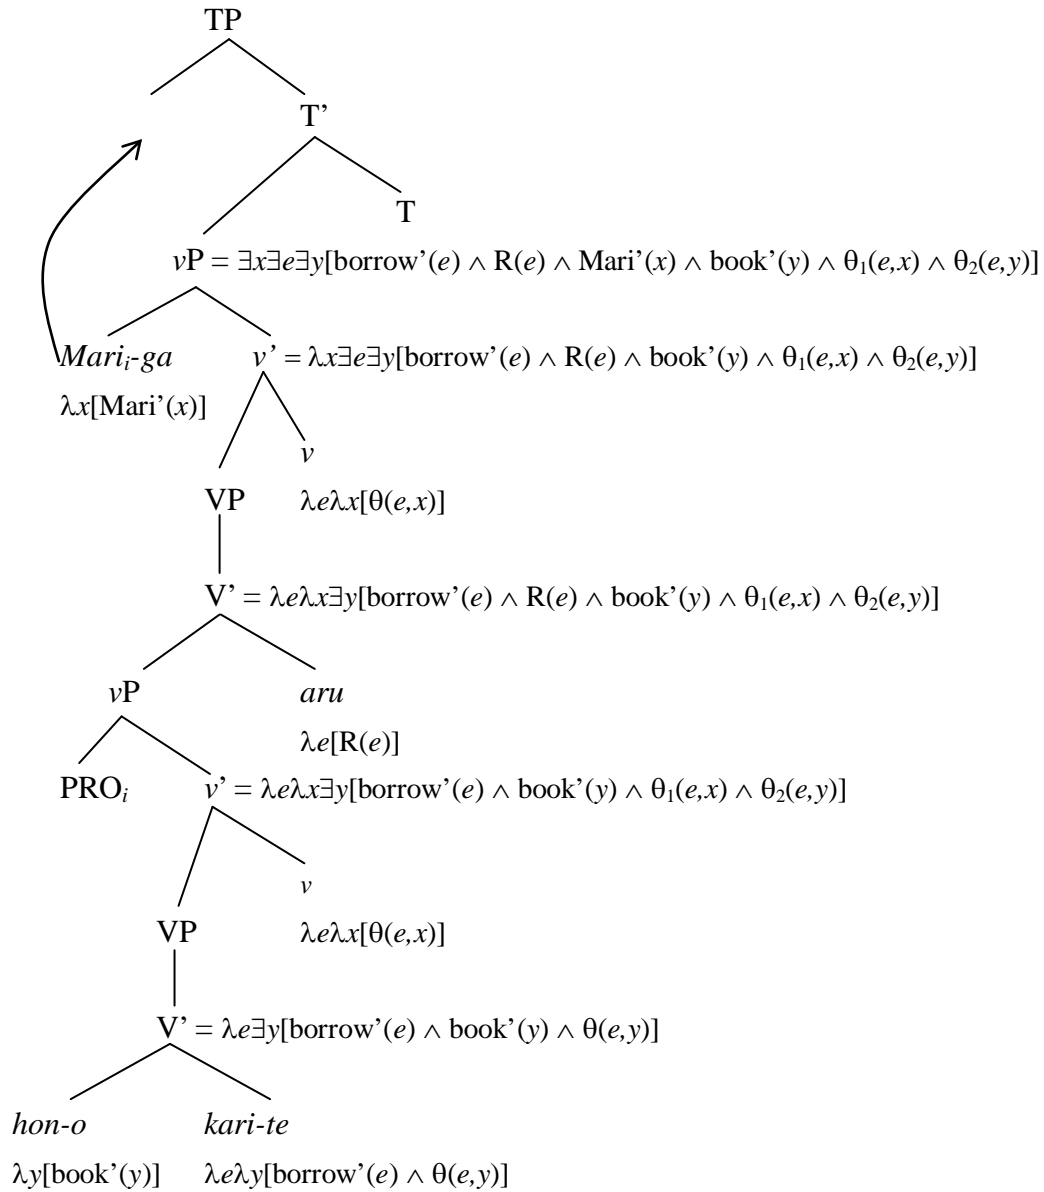 TP
T’
T
vP = ∃x∃e∃y[borrow’(e) ∧ R(e) ∧ Mari’(x) ∧ book’(y) ∧ θ₁(e,x) ∧ θ₂(e,y)]
Mariᵢ-ga v’ = λx∃e∃y[borrow’(e) ∧ R(e) ∧ book’(y) ∧ θ₁(e,x) ∧ θ₂(e,y)]
λx[Mari’(x)]
v
VP λeλx[θ(e,x)]
V’ = λeλx∃y[borrow’(e) ∧ R(e) ∧ book’(y) ∧ θ₁(e,x) ∧ θ₂(e,y)]
vP aru
λe[R(e)]
PROᵢ v’ = λeλx∃y[borrow’(e) ∧ book’(y) ∧ θ₁(e,x) ∧ θ₂(e,y)]
v
VP λeλx[θ(e,x)]
V’ = λe∃y[borrow’(e) ∧ book’(y) ∧ θ(e,y)]
hon-o kari-te
λy[book’(y)] λeλy[borrow’(e) ∧ θ(e,y)]